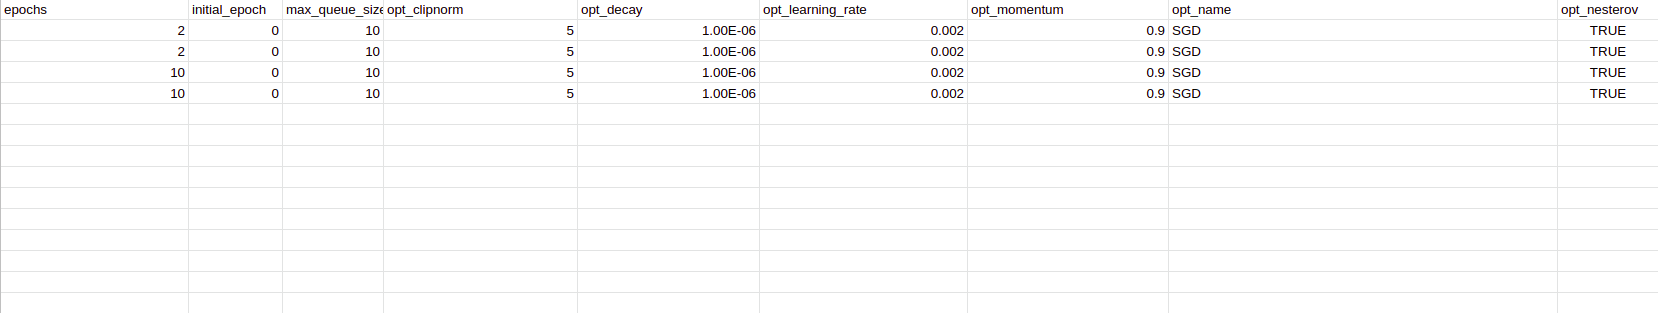 epochs initial_epoch max_queue_size opt_clipnorm opt_decay opt_learning_rate opt_momentum opt_name opt_nesterov
2 0 10 5 1.00E-06 0.002 0.9 SGD TRUE
2 0 10 5 1.00E-06 0.002 0.9 SGD TRUE
10 0 10 5 1.00E-06 0.002 0.9 SGD TRUE
10 0 10 5 1.00E-06 0.002 0.9 SGD TRUE